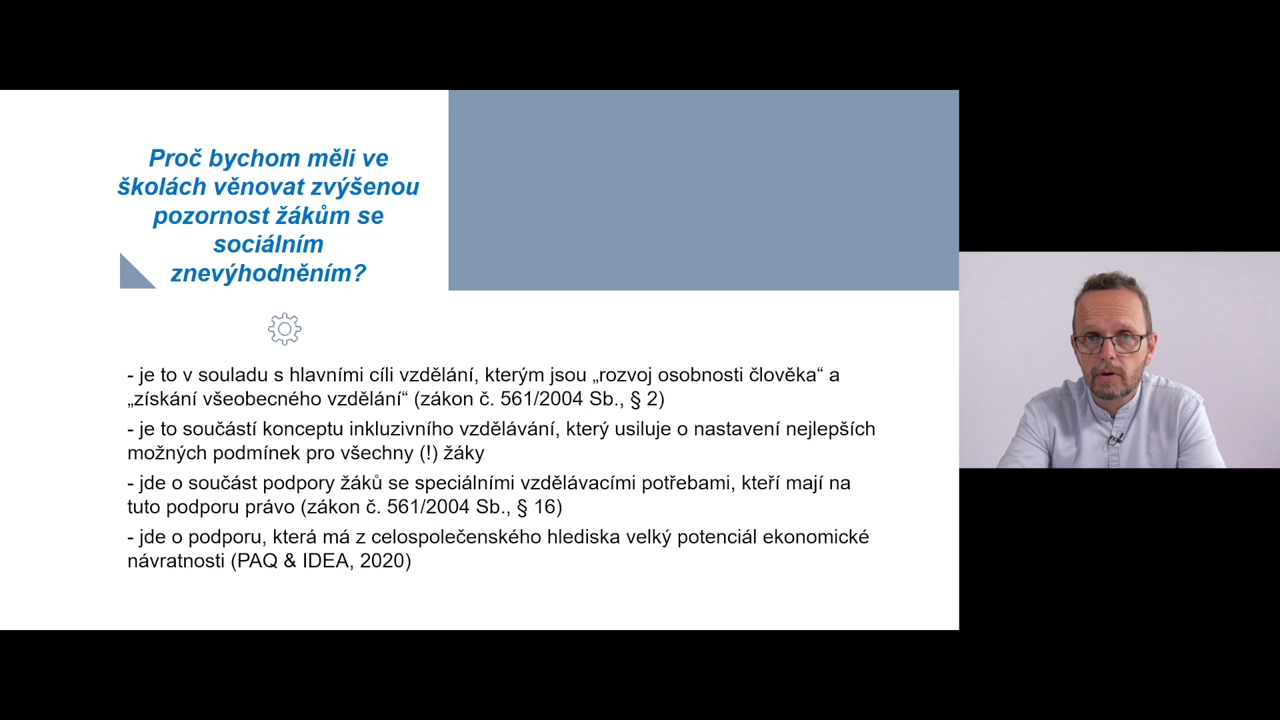 Proč bychom měli ve
školách věnovat zvýšenou
pozornost žákům se
sociálním
znevýhodněním?
- je to v souladu s hlavními cíli vzdělání, kterým jsou „rozvoj osobnosti člověka“ a
„získání všeobecného vzdělání“ (zákon č. 561/2004 Sb., § 2)
- je to součástí konceptu inkluzivního vzdělávání, který usiluje o nastavení nejlepších
možných podmínek pro všechny (!) žáky
- jde o součást podpory žáků se speciálními vzdělávacími potřebami, kteří mají na
tuto podporu právo (zákon č. 561/2004 Sb., § 16)
- jde o podporu, která má z celospolečenského hlediska velký potenciál ekonomické
návratnosti (PAQ & IDEA, 2020)